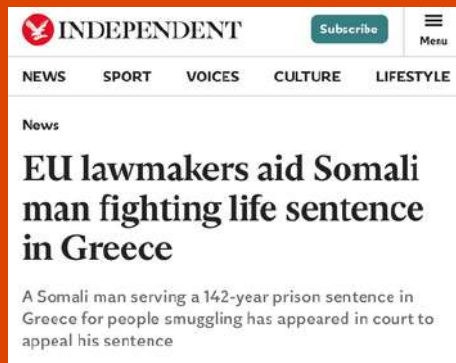 INDEPENDENT
Subscribe
Menu
NEWS SPORT VOICES CULTURE LIFESTYLE
News
EU lawmakers aid Somali
man fighting life sentence
in Greece
A Somali man serving a 142-year prison sentence in
Greece for people smuggling has appeared in court to
appeal his sentence